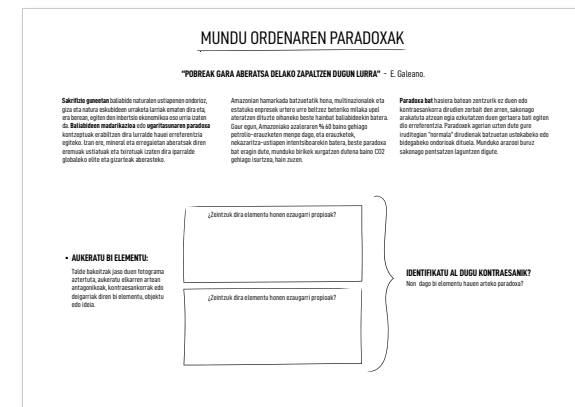 MUNDU ORDENAREN PARADOXAK
"POBREAK GARA ABERATSA DELAKO ZAPALTZEN DUGUN LURRA" - E. Galeano.
Sakrifizio guneetan baliabide naturalen ustiapenen ondorioz,
giza eta natura eskubideen urraketa larriak ematen dira eta,
era berean, egiten den inbertsio ekonomikoa oso urria izaten
da. Baliabideen madarikazioa edo ugaritasunaren paradoxa
kontzeptuak erabiltzen dira lurralde hauei erreferentzia
egiteko. Izan ere, mineral eta erregaietan aberatsak diren
eremuak ustiatuak eta txirotuak izaten dira iparralde
globaleko elite eta gizarteak aberasteko.
Amazonian hamarkada batzuetatik hona, multinazionalek eta
estatuko enpresek urtero urre beltzez beteriko milaka upel
ateratzen dituzte oihaneko beste hainbat baliabideekin batera.
Gaur egun, Amazoniako azaleraren % 60 baino gehiago
petrolio-erauzketen menpe dago, eta erauzketek,
nekazaritza-ustiapen intentsiboarekin batera, beste paradoxa
bat eragin dute, munduko birikek xurgatzen dutena baino CO2
gehiago isurtzea, hain zuzen.
Paradoxa bat hasiera batean zentzurik ez duen edo
kontraesankorra dirudien zerbait den arren, sakonago
arakatuta atzean egia ezkutatzen duen gertaera bati egiten
dio erreferentzia. Paradoxek agerian uzten dute gure
iruditegian "normala" dirudienak batzuetan ustekabeko edo
bidegabeko ondorioak dituela. Munduko arazoei buruz
sakonago pentsatzen laguntzen digute.
• AUKERATU BI ELEMENTU:
Talde bakoitzak jaso duen fotograma
aztertuta, aukeratu elkarren artean
antagonikoak, kontraesankorrak edo
deigarriak diren bi elementu, objektu
edo ideia.
¿Zeintzuk dira elementu honen ezaugarri propioak?
¿Zeintzuk dira elementu honen ezaugarri propioak?
IDENTIFIKATU AL DUGU KONTRAESANIK?
Non dago bi elementu hauen arteko paradoxa?